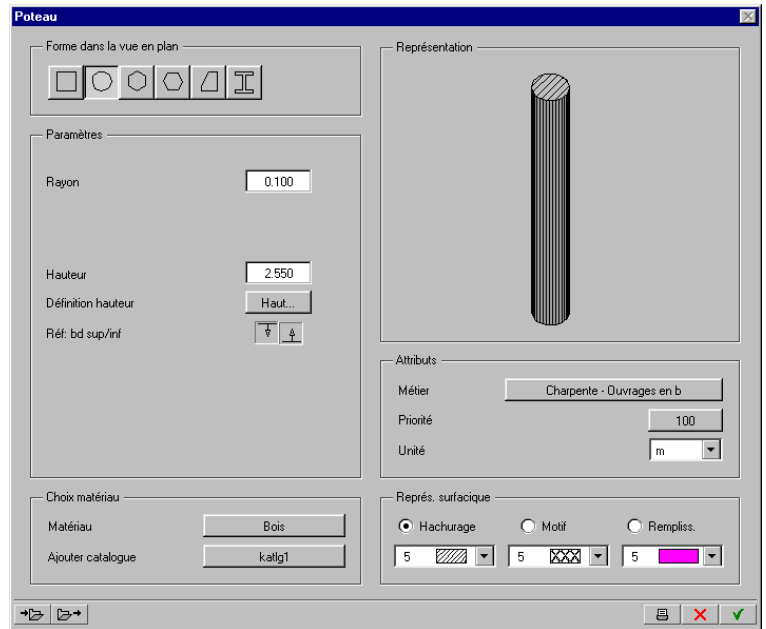 Poteau
Forme dans la vue en plan
Paramètres
Rayon 0.100
Hauteur 2.550
Définition hauteur Haut...
Réf: bd sup/inf
Choix matériau
Matériau Bois
Ajouter catalogue katlg1
Représentation
Attributs
Métier Charpente - Ouvrages en b
Priorité 100
Unité m
Représ. surfacique
Hachurage Motif Rempliss.
5 5 5